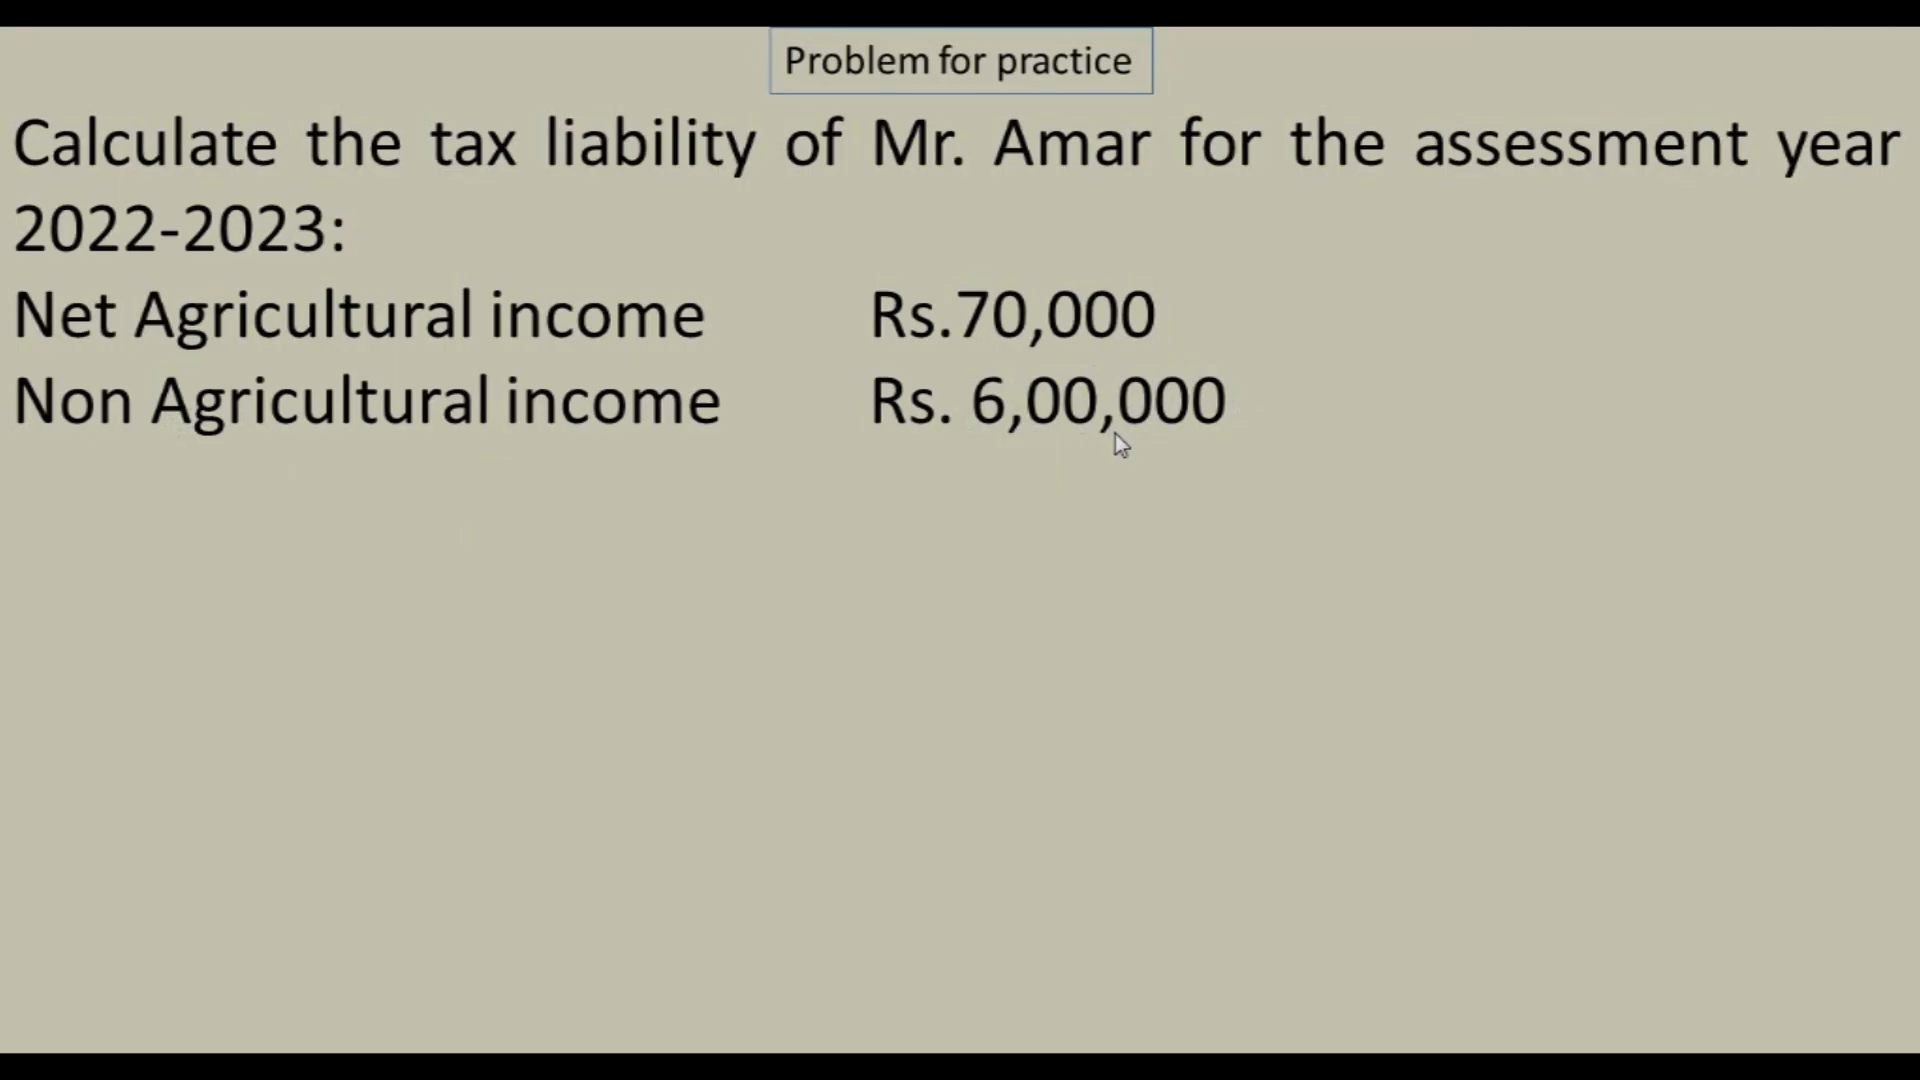 Problem for practice
Calculate the tax liability of Mr. Amar for the assessment year
2022-2023:
Net Agricultural income Rs.70,000
Non Agricultural income Rs. 6,00,000